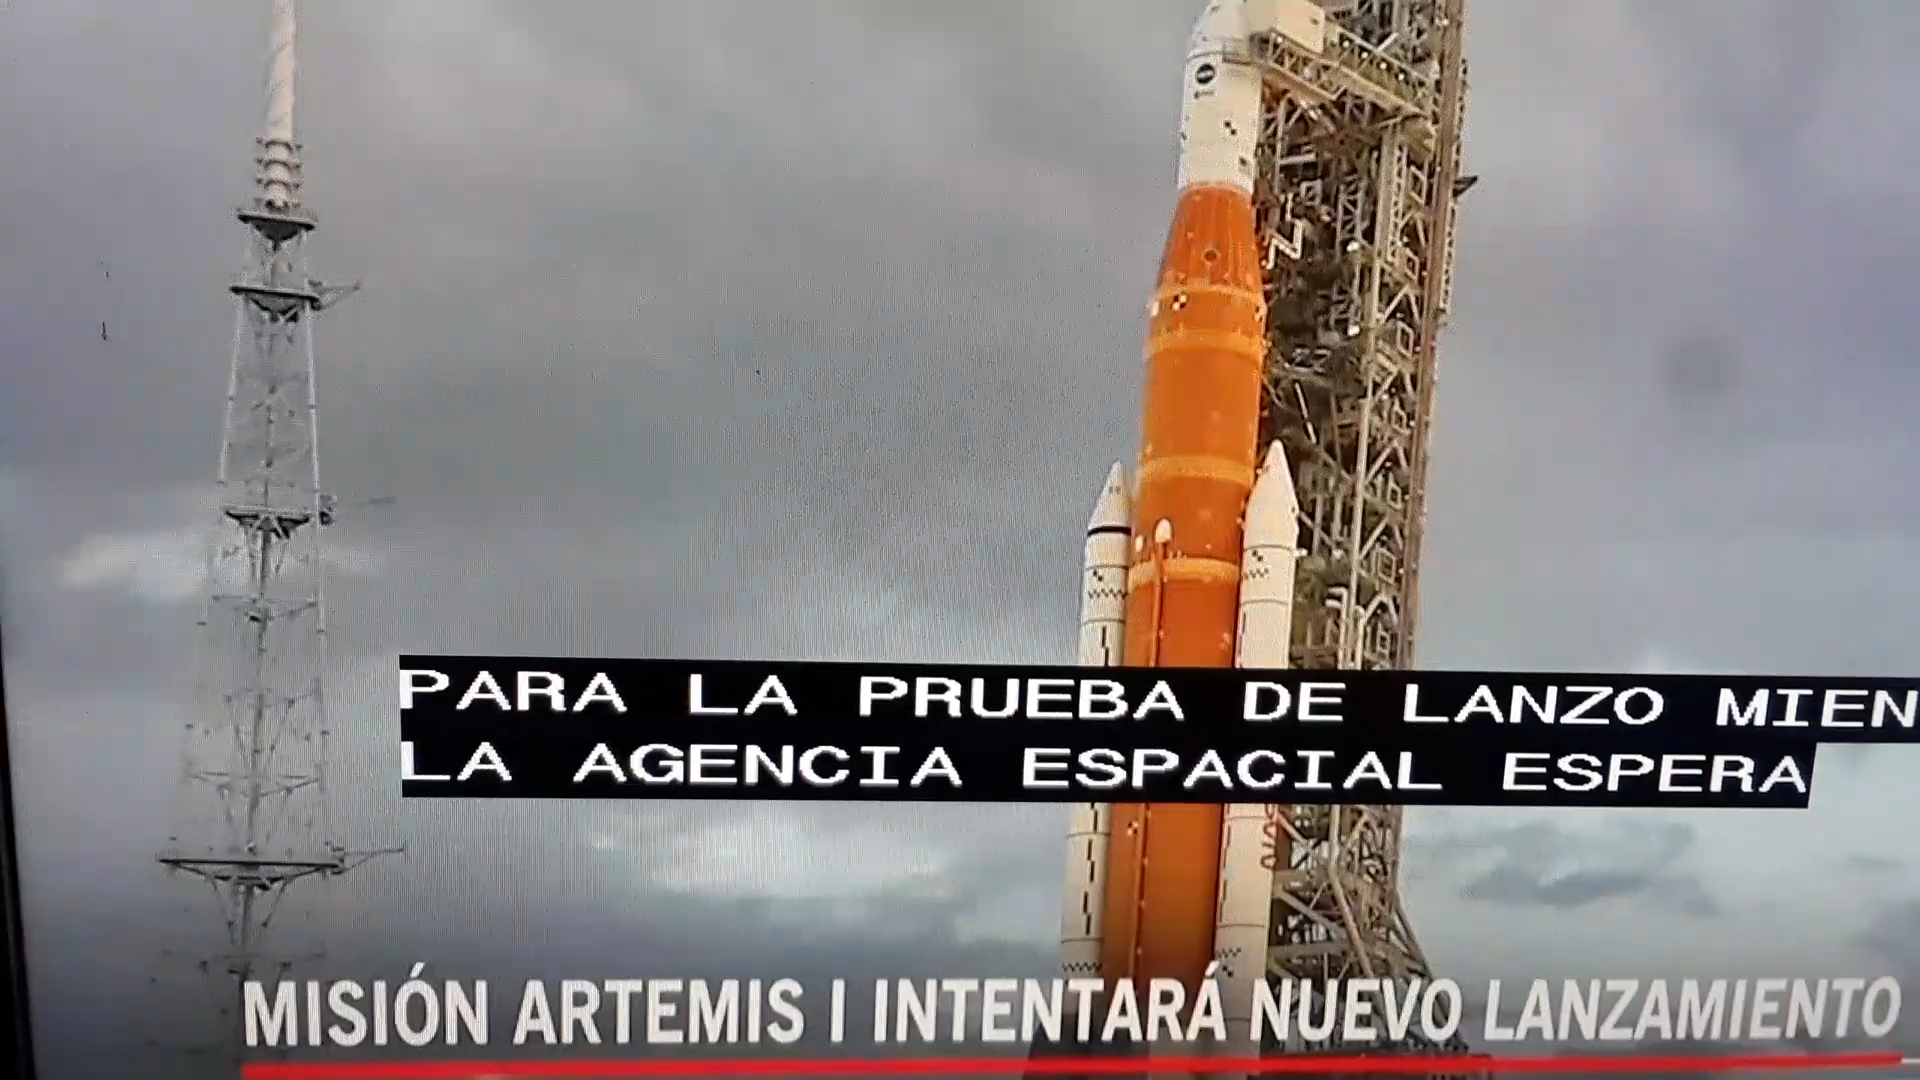 PARA LA PRUEBA DE LANZO MIEN
LA AGENCIA ESPACIAL ESPERA
MISIÓN ARTEMIS I INTENTARÁ NUEVO LANZAMIENTO